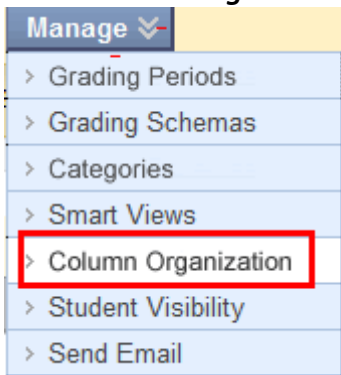 Manage
> Grading Periods
> Grading Schemas
> Categories
> Smart Views
> Column Organization
> Student Visibility
> Send Email